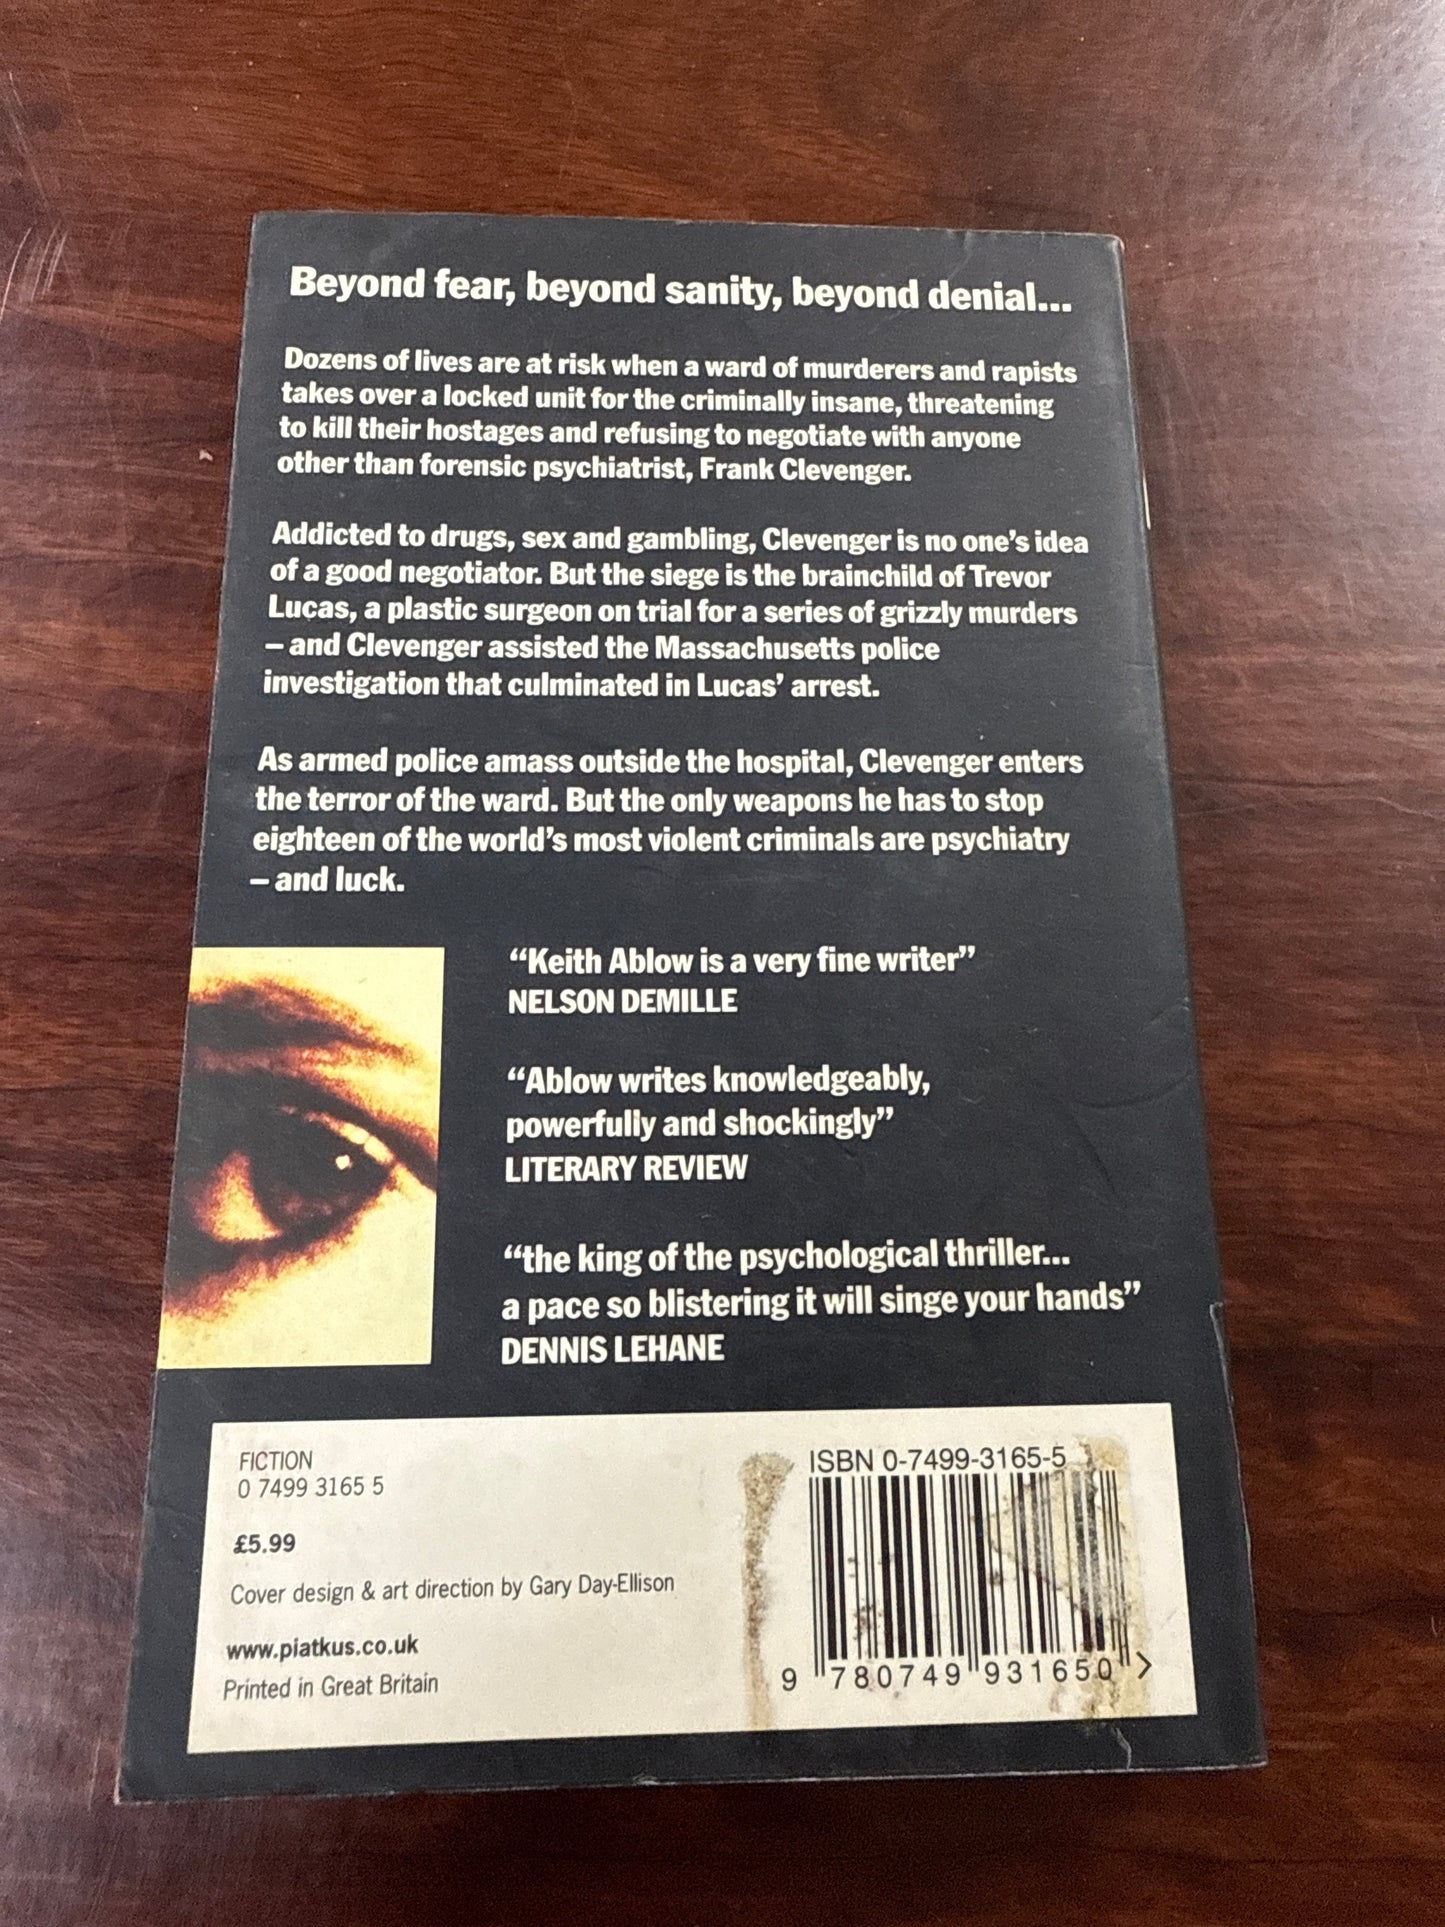 Beyond fear, beyond sanity, beyond denial...
Dozens of lives are at risk when a ward of murderers and rapists
takes over a locked unit for the criminally insane, threatening
to kill their hostages and refusing to negotiate with anyone
other than forensic psychiatrist, Frank Clevenger.
Addicted to drugs, sex and gambling, Clevenger is no one's idea
of a good negotiator. But the siege is the brainchild of Trevor
Lucas, a plastic surgeon on trial for a series of grizzly murders
– and Clevenger assisted the Massachusetts police
investigation that culminated in Lucas' arrest.
As armed police amass outside the hospital, Clevenger enters
the terror of the ward. But the only weapons he has to stop
eighteen of the world's most violent criminals are psychiatry
– and luck.
“Keith Ablow is a very fine writer”
NELSON DEMILLE
“Ablow writes knowledgeably,
powerfully and shockingly”
LITERARY REVIEW
“the king of the psychological thriller...
a pace so blistering it will singe your hands”
DENNIS LEHANE
FICTION
0 7499 3165 5
£5.99
Cover design & art direction by Gary Day-Ellison
www.piatkus.co.uk
Printed in Great Britain
ISBN 0-7499-3165-5
9 780749 931650 >